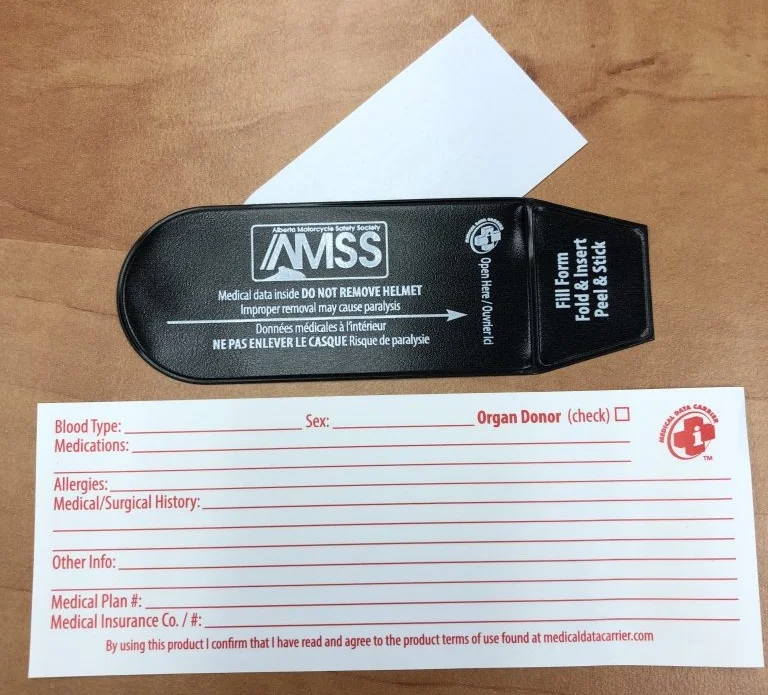 Alberta Motorcycle Safety Society
AMSS
Medical data inside DO NOT REMOVE HELMET
Improper removal may cause paralysis
Données médicales à l'intérieur
NE PAS ENLEVER LE CASQUE Risque de paralysie
MEDICAL DATA CARRIER
i
Open Here / Ouvrier Ici
Fill Form
Fold & Insert
Peel & Stick
Blood Type: Sex: Organ Donor (check)
Medications:
Allergies:
Medical/Surgical History:
Other Info:
Medical Plan #:
Medical Insurance Co. / #:
By using this product I confirm that I have read and agree to the product terms of use found at medicaldatacarrier.com
MEDICAL DATA CARRIER
i
TM